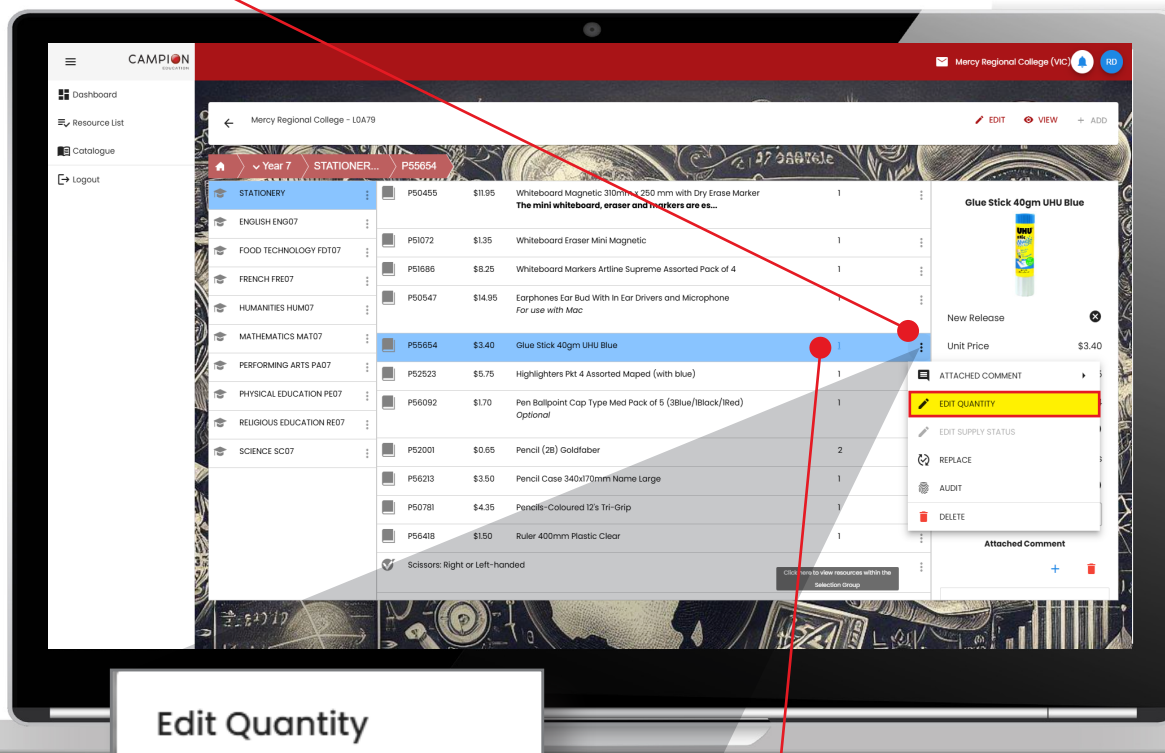 CAMPION
EDUCATION
Mercy Regional College (VIC)
RD
Dashboard
Resource List
Catalogue
Logout
Mercy Regional College - L0A79
EDIT
VIEW
+ ADD
Year 7
STATIONER...
P55654
STATIONERY
ENGLISH ENG07
FOOD TECHNOLOGY FDT07
FRENCH FRE07
HUMANITIES HUM07
MATHEMATICS MAT07
PERFORMING ARTS PA07
PHYSICAL EDUCATION PE07
RELIGIOUS EDUCATION RE07
SCIENCE SC07
P50455 $11.95 Whiteboard Magnetic 310mm x 250 mm with Dry Erase Marker 1
The mini whiteboard, eraser and markers are es...
P51072 $1.35 Whiteboard Eraser Mini Magnetic 1
P51686 $8.25 Whiteboard Markers Artline Supreme Assorted Pack of 4 1
P50547 $14.95 Earphones Ear Bud With In Ear Drivers and Microphone 1
For use with Mac
P55654 $3.40 Glue Stick 40gm UHU Blue 1
P52523 $5.75 Highlighters Pkt 4 Assorted Maped (with blue) 1
P56092 $1.70 Pen Ballpoint Cap Type Med Pack of 5 (3Blue/1Black/1Red) 1
Optional
P52001 $0.65 Pencil (2B) Goldfaber 2
P56213 $3.50 Pencil Case 340x170mm Name Large 1
P50781 $4.35 Pencils-Coloured 12's Tri-Grip 1
P56418 $1.50 Ruler 400mm Plastic Clear 1
Scissors: Right or Left-handed
Click here to view resources within the
Selection Group
Glue Stick 40gm UHU Blue
UHU
New Release
Unit Price $3.40
ATTACHED COMMENT
EDIT QUANTITY
EDIT SUPPLY STATUS
REPLACE
AUDIT
DELETE
Attached Comment
+
Edit Quantity